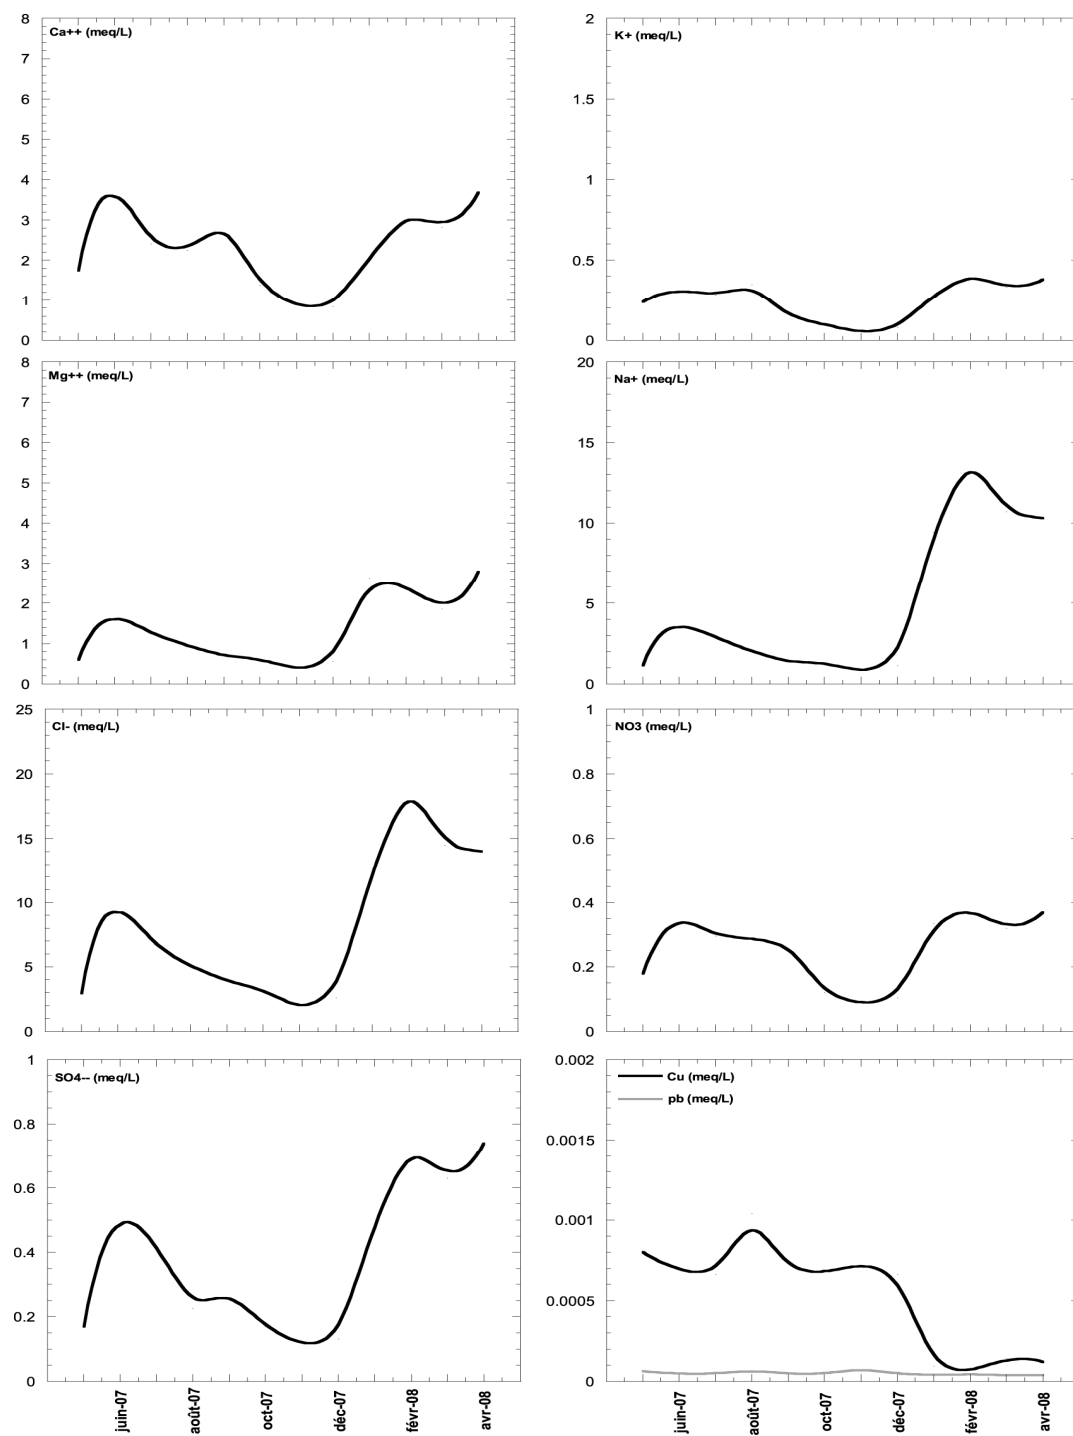 Ca++ (meq/L)
8
7
6
5
4
3
2
1
0
K+ (meq/L)
2
1.5
1
0.5
0
Mg++ (meq/L)
8
7
6
5
4
3
2
1
0
Na+ (meq/L)
20
15
10
5
0
Cl- (meq/L)
25
20
15
10
5
0
NO3 (meq/L)
1
0.8
0.6
0.4
0.2
0
SO4-- (meq/L)
1
0.8
0.6
0.4
0.2
0
juin-07
août-07
oct-07
déc-07
févr-08
avr-08
Cu (meq/L)
pb (meq/L)
0.002
0.0015
0.001
0.0005
0
juin-07
août-07
oct-07
déc-07
févr-08
avr-08